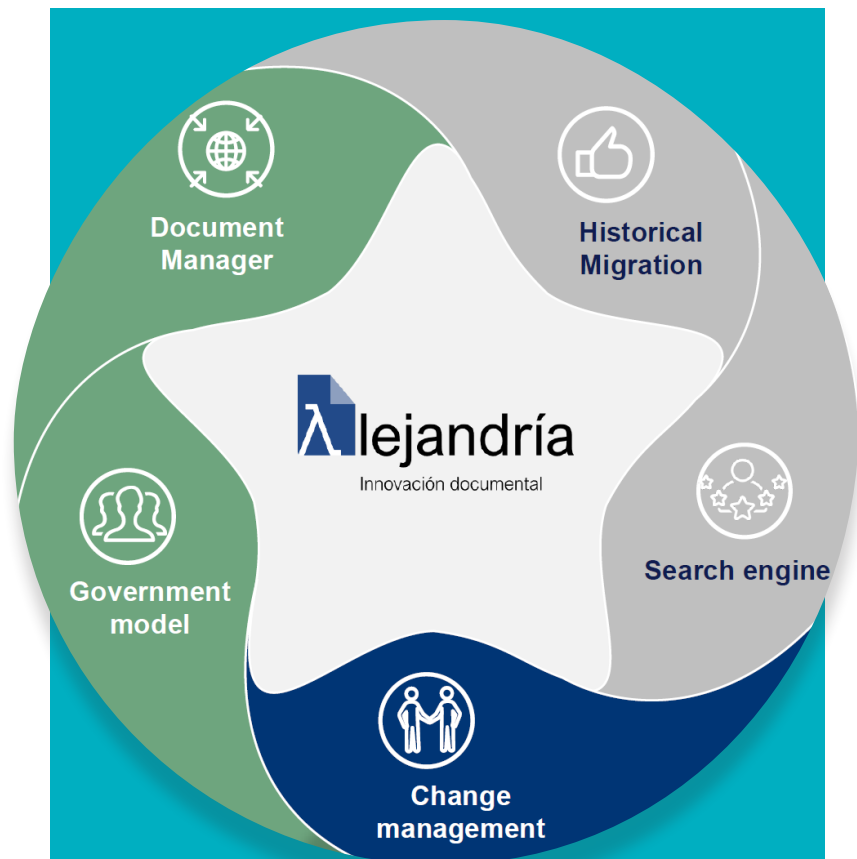 Document
Manager
Historical
Migration
λlejandría
Innovación documental
Search engine
Government
model
Change
management